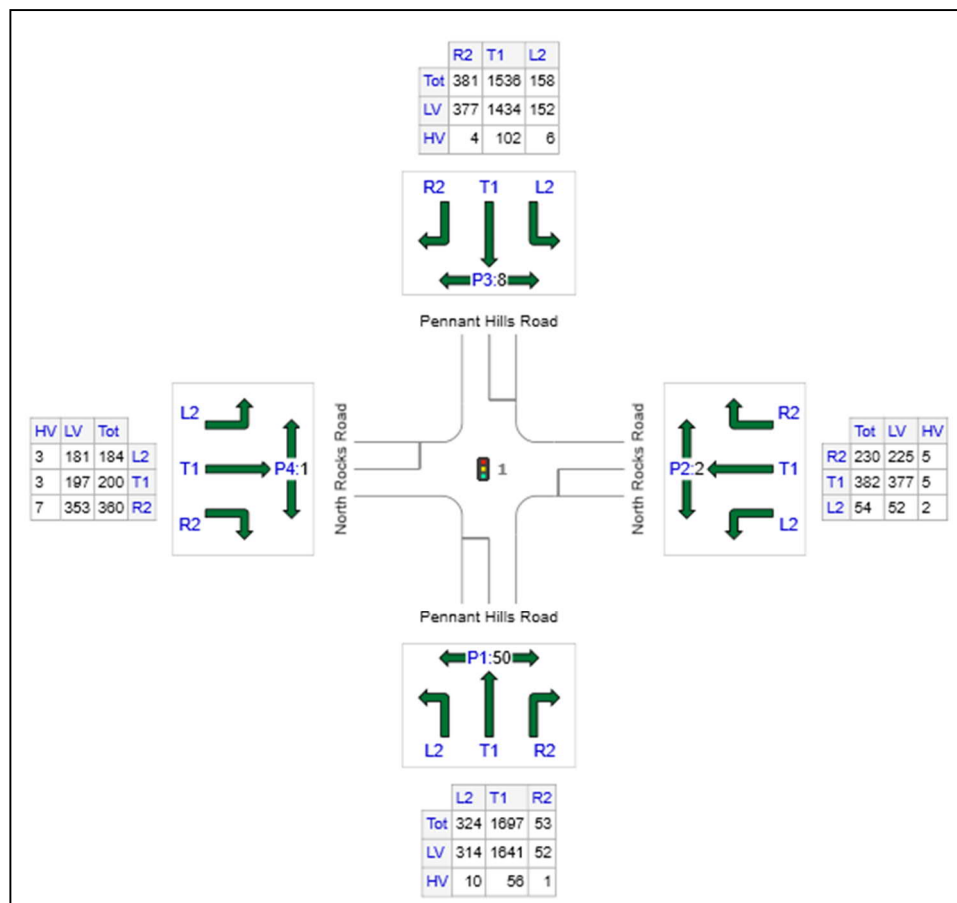 R2 T1 L2
Tot 381 1536 158
LV 377 1434 152
HV 4 102 6
R2 T1 L2
P3:8
Pennant Hills Road
HV LV Tot
3 181 184 L2
3 197 200 T1
7 353 360 R2
L2
T1
R2
P4:1
North Rocks Road
1
North Rocks Road
P2:2
R2
T1
L2
Tot LV HV
R2 230 225 5
T1 382 377 5
L2 54 52 2
Pennant Hills Road
P1:50
L2 T1 R2
L2 T1 R2
Tot 324 1697 53
LV 314 1641 52
HV 10 56 1